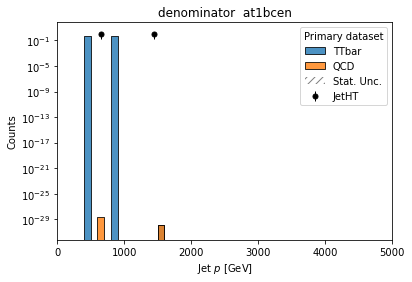 denominator  at1bcen
Primary dataset
TTbar
QCD
Stat. Unc.
JetHT
Counts
10^{-1}
10^{-5}
10^{-9}
10^{-13}
10^{-17}
10^{-21}
10^{-25}
10^{-29}
0 1000 2000 3000 4000 5000
Jet p [GeV]